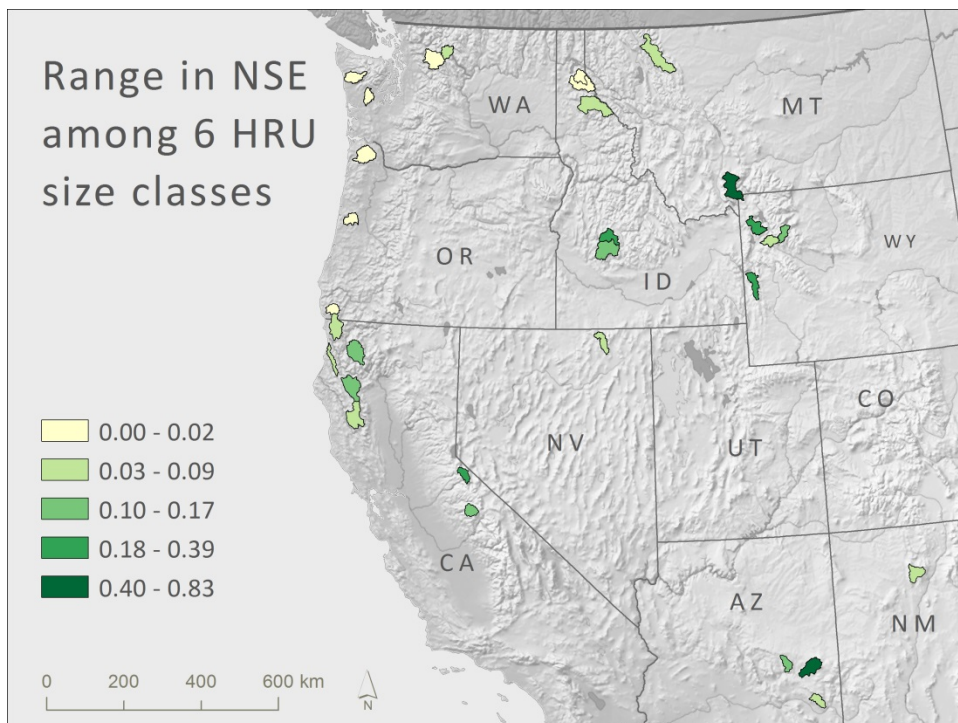 Range in NSE
among 6 HRU
size classes
WA
MT
OR
ID
WY
NV
UT
CO
CA
AZ
NM
0.00 - 0.02
0.03 - 0.09
0.10 - 0.17
0.18 - 0.39
0.40 - 0.83
0 200 400 600 km
N